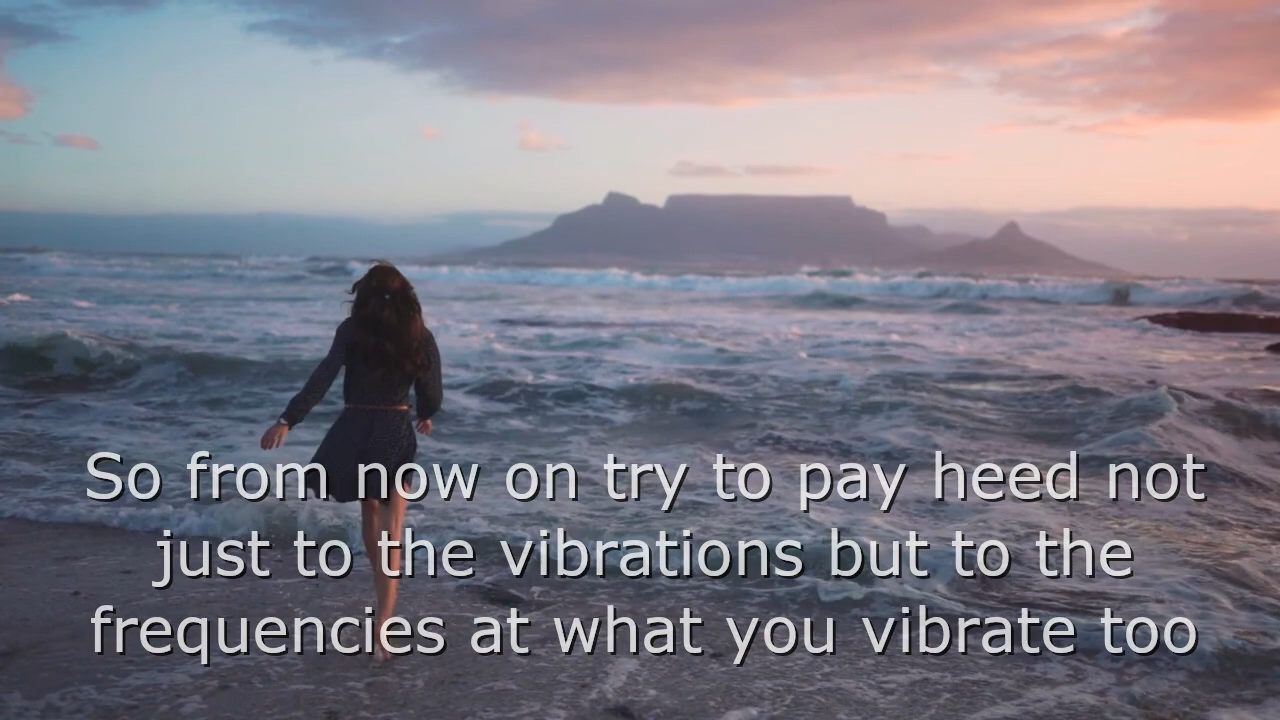 So from now on try to pay heed not
just to the vibrations but to the
frequencies at what you vibrate too